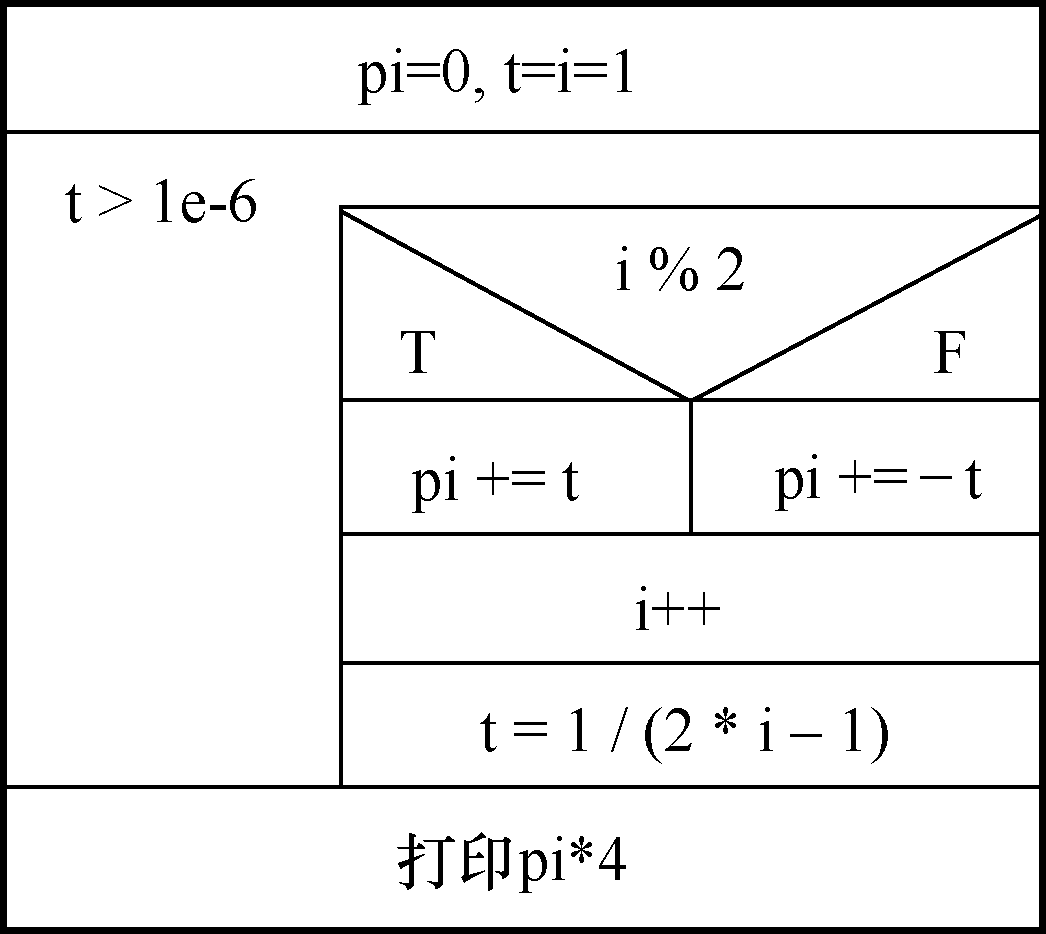 pi=0, t=i=1
t > 1e-6
i % 2
T
F
pi += t
pi += – t
i++
t = 1 / (2 * i – 1)
打印pi*4